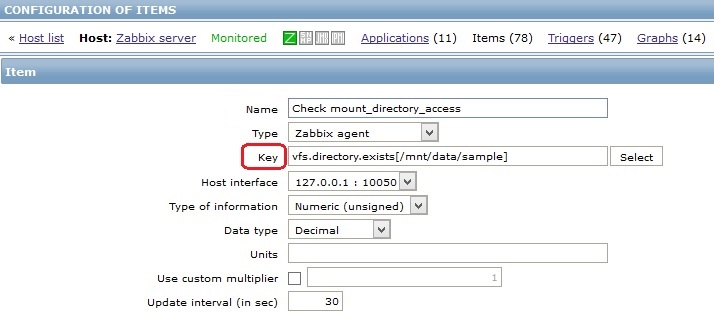 CONFIGURATION OF ITEMS
« Host list Host: Zabbix server Monitored Applications (11) Items (78) Triggers (47) Graphs (14)
Item
Name Check mount_directory_access
Type Zabbix agent
Key vfs.directory.exists[/mnt/data/sample] Select
Host interface 127.0.0.1 : 10050
Type of information Numeric (unsigned)
Data type Decimal
Units
Use custom multiplier 1
Update interval (in sec) 30